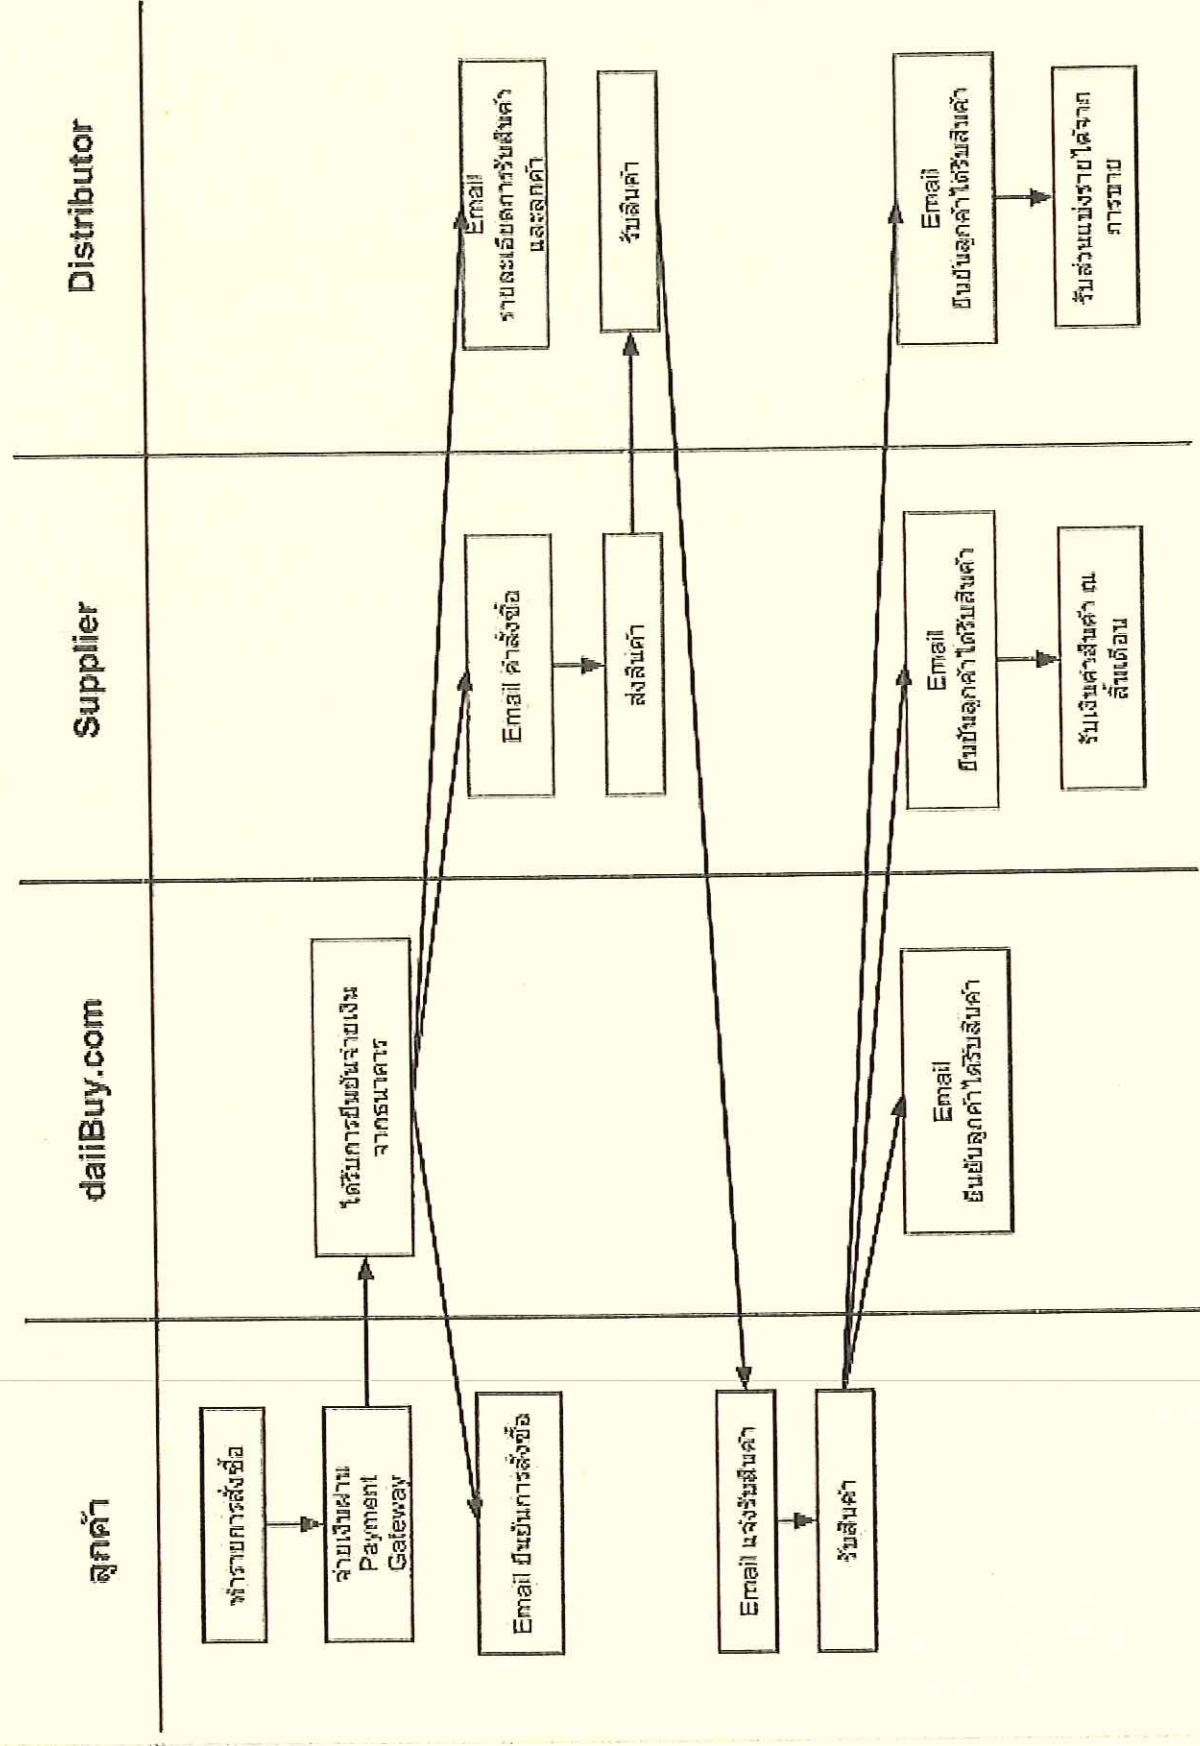 ลูกค้า
daiiBuy.com
Supplier
Distributor
ทำรายการสั่งซื้อ
จ่ายเงินผ่าน
Payment
Gateway
ได้รับการยืนยันจ่ายเงิน
จากธนาคาร
Email ยืนยันการสั่งซื้อ
Email คำสั่งซื้อ
Email
รายละเอียดการรับสินค้า
และลูกค้า
ส่งสินค้า
รับสินค้า
Email แจ้งรับสินค้า
รับสินค้า
Email
ยืนยันลูกค้าได้รับสินค้า
Email
ยืนยันลูกค้าได้รับสินค้า
Email
ยืนยันลูกค้าได้รับสินค้า
รับเงินค่าสินค้า ณ
สิ้นเดือน
รับส่วนแบ่งรายได้จาก
การขาย